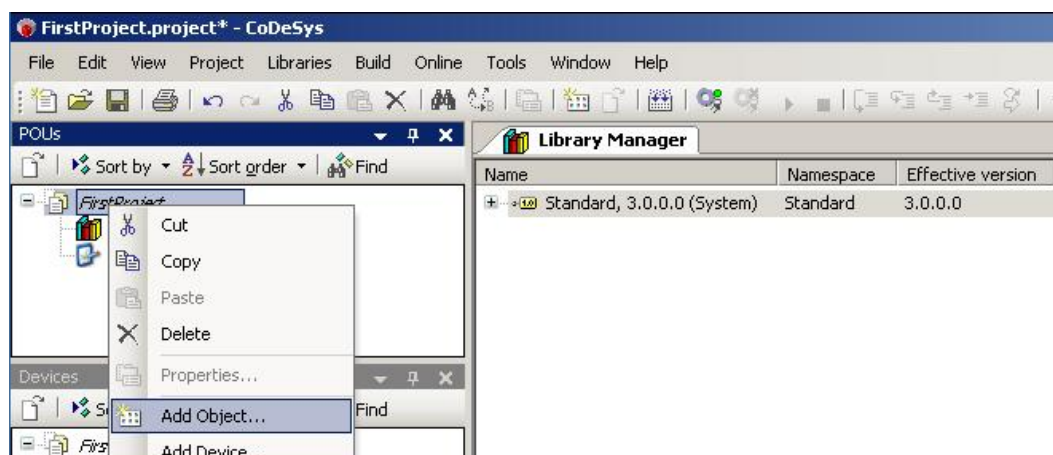 FirstProject.project* - CoDeSys
File Edit View Project Libraries Build Online Tools Window Help
POUs
Sort by Sort order Find
FirstProject
Cut
Copy
Paste
Delete
Properties...
Add Object...
Add Device
Devices
Find
Library Manager
Name Namespace Effective version
Standard, 3.0.0.0 (System) Standard 3.0.0.0